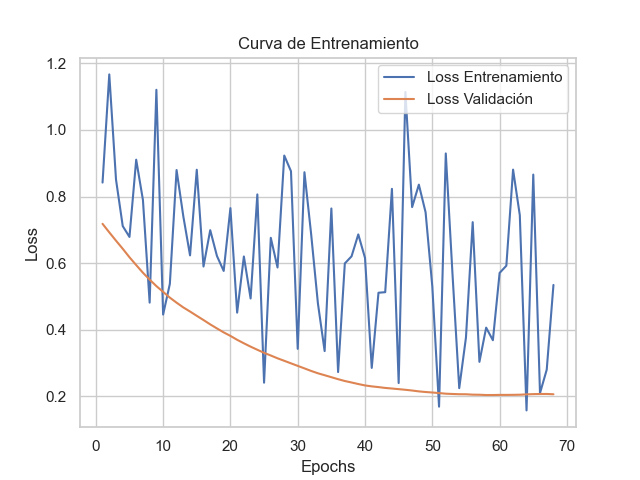 Curva de Entrenamiento
Loss Entrenamiento
Loss Validación
Loss
1.2
1.0
0.8
0.6
0.4
0.2
0 10 20 30 40 50 60 70
Epochs